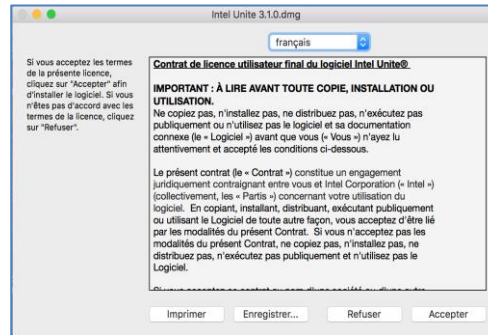 Intel Unite 3.1.0.dmg
français
Si vous acceptez les termes
de la présente licence,
cliquez sur "Accepter" afin
d'installer le logiciel. Si vous
n'êtes pas d'accord avec les
termes de la licence, cliquez
sur "Refuser".
Contrat de licence utilisateur final du logiciel Intel Unite®
IMPORTANT : À LIRE AVANT TOUTE COPIE, INSTALLATION OU
UTILISATION.
Ne copiez pas, n'installez pas, ne distribuez pas, n'exécutez pas
publiquement ou n'utilisez pas le logiciel et sa documentation
connexe (le « Logiciel ») avant que vous (« Vous ») n'ayez lu
attentivement et accepté les conditions ci-dessous.
Le présent contrat (le « Contrat ») constitue un engagement
juridiquement contraignant entre vous et Intel Corporation (« Intel »)
(collectivement, les « Partis ») concernant votre utilisation du
logiciel. En copiant, installant, distribuant, exécutant publiquement
ou utilisant le Logiciel de toute autre façon, vous acceptez d'être lié
par les modalités du présent Contrat. Si vous n'acceptez pas les
modalités du présent Contrat, ne copiez pas, n'installez pas, ne
distribuez pas, n'exécutez pas publiquement et n'utilisez pas le
Logiciel.
Imprimer
Enregistrer...
Refuser
Accepter